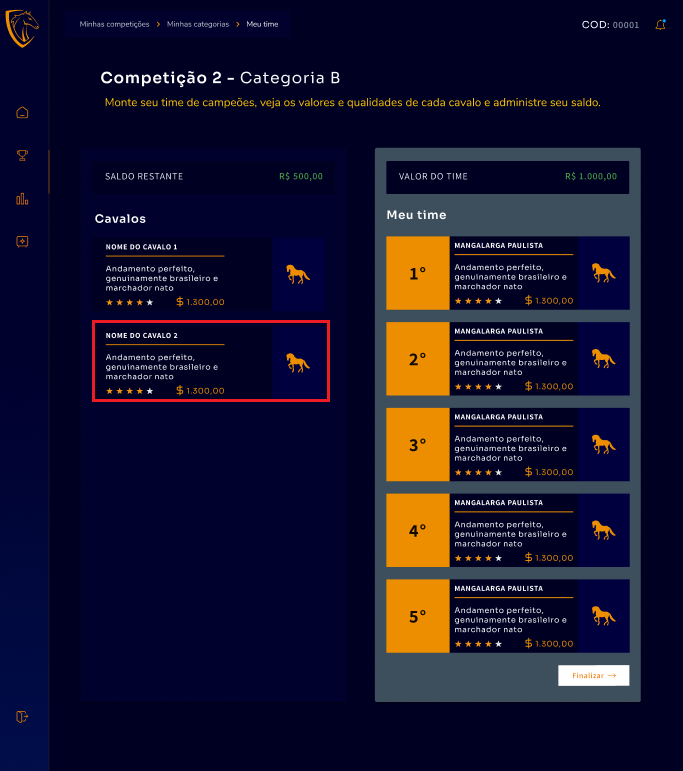 Minhas competições > Minhas categorias > Meu time
COD: 00001
Competição 2 - Categoria B
Monte seu time de campeões, veja os valores e qualidades de cada cavalo e administre seu saldo.
SALDO RESTANTE R$ 500,00
Cavalos
NOME DO CAVALO 1
Andamento perfeito,
genuinamente brasileiro e
marchador nato
$ 1.300,00
NOME DO CAVALO 2
Andamento perfeito,
genuinamente brasileiro e
marchador nato
$ 1.300,00
VALOR DO TIME R$ 1.000,00
Meu time
1°
MANGALARGA PAULISTA
Andamento perfeito,
genuinamente brasileiro e
marchador nato
$ 1.300,00
2°
MANGALARGA PAULISTA
Andamento perfeito,
genuinamente brasileiro e
marchador nato
$ 1.300,00
3°
MANGALARGA PAULISTA
Andamento perfeito,
genuinamente brasileiro e
marchador nato
$ 1.300,00
4°
MANGALARGA PAULISTA
Andamento perfeito,
genuinamente brasileiro e
marchador nato
$ 1.300,00
5°
MANGALARGA PAULISTA
Andamento perfeito,
genuinamente brasileiro e
marchador nato
$ 1.300,00
Finalizar →